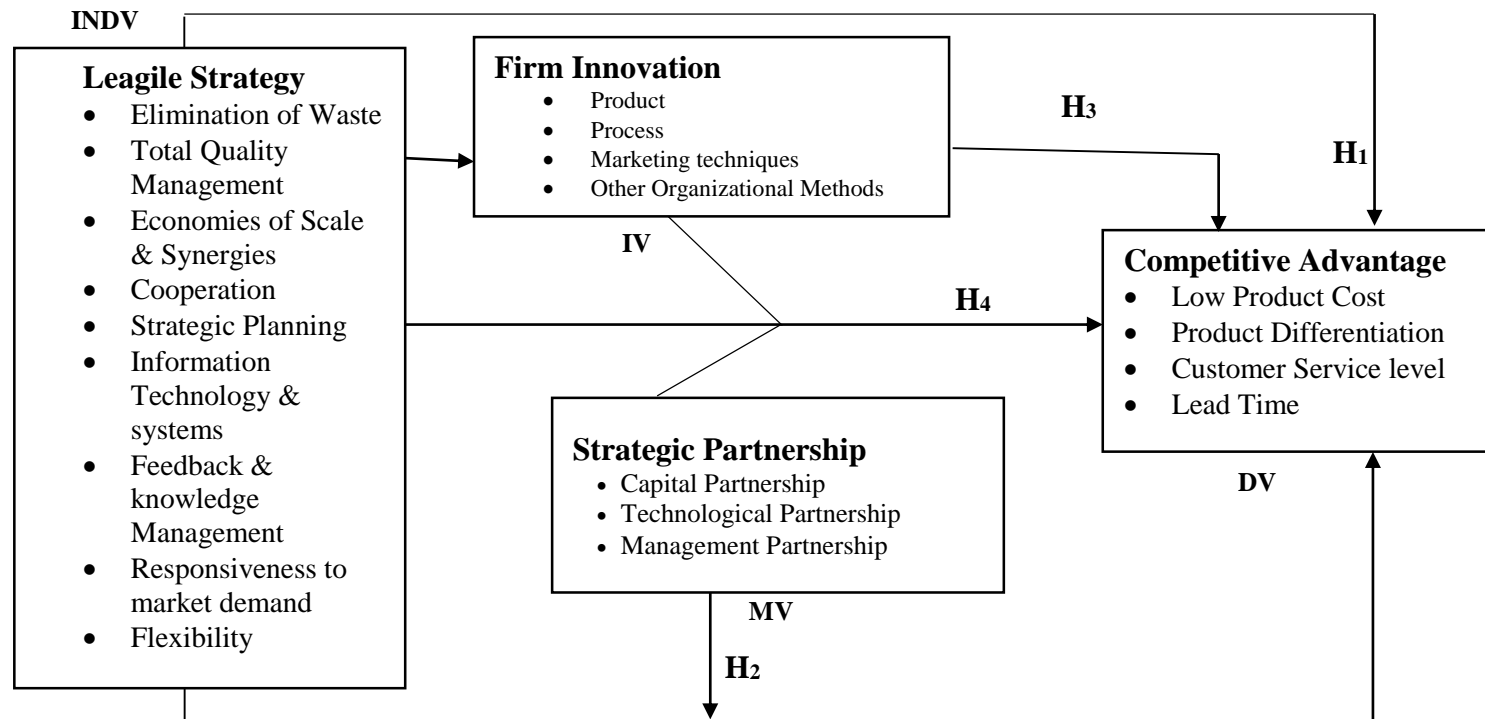 INDV
Leagile Strategy
• Elimination of Waste
• Total Quality
Management
• Economies of Scale
& Synergies
• Cooperation
• Strategic Planning
• Information
Technology &
systems
• Feedback &
knowledge
Management
• Responsiveness to
market demand
• Flexibility
Firm Innovation
• Product
• Process
• Marketing techniques
• Other Organizational Methods
IV
H3
H1
H4
Competitive Advantage
• Low Product Cost
• Product Differentiation
• Customer Service level
• Lead Time
DV
Strategic Partnership
• Capital Partnership
• Technological Partnership
• Management Partnership
MV
H2